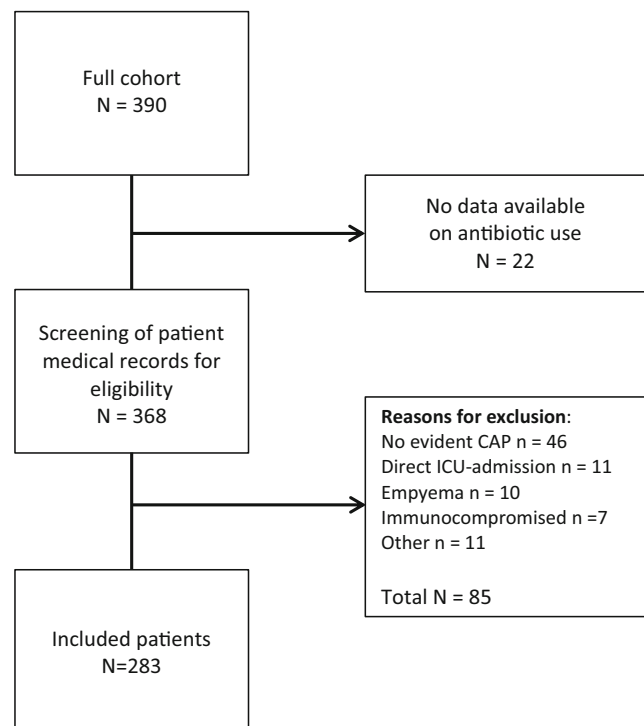 Full cohort
N = 390
No data available
on antibiotic use
N = 22
Screening of patient
medical records for
eligibility
N = 368
Reasons for exclusion:
No evident CAP n = 46
Direct ICU-admission n = 11
Empyema n = 10
Immunocompromised n =7
Other n = 11
Total N = 85
Included patients
N=283